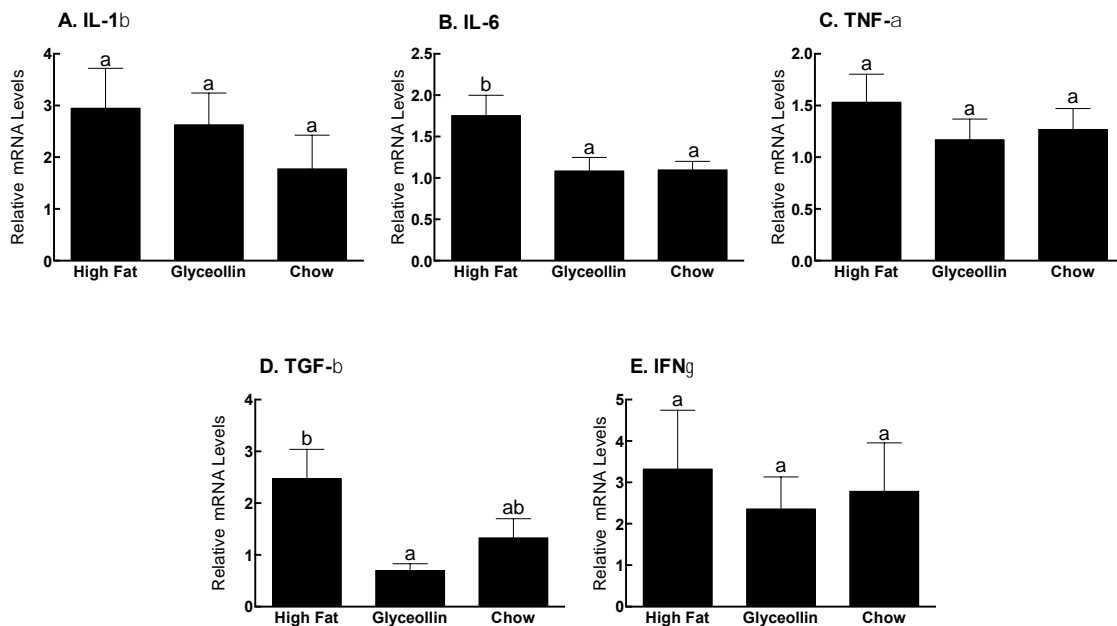 A. IL-1b
Relative mRNA Levels
4
3
2
1
0
a
a
a
High Fat Glyceollin Chow
B. IL-6
Relative mRNA Levels
2.5
2.0
1.5
1.0
0.5
0.0
b
a
a
High Fat Glyceollin Chow
C. TNF-a
Relative mRNA Levels
2.0
1.5
1.0
0.5
0.0
a
a
a
High Fat Glyceollin Chow
D. TGF-b
Relative mRNA Levels
4
3
2
1
0
b
a
ab
High Fat Glyceollin Chow
E. IFNg
Relative mRNA Levels
5
4
3
2
1
0
a
a
a
High Fat Glyceollin Chow